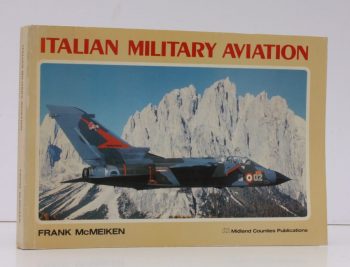 ITALIAN MILITARY AVIATION
02
FRANK McMEIKEN
Midland Counties Publications